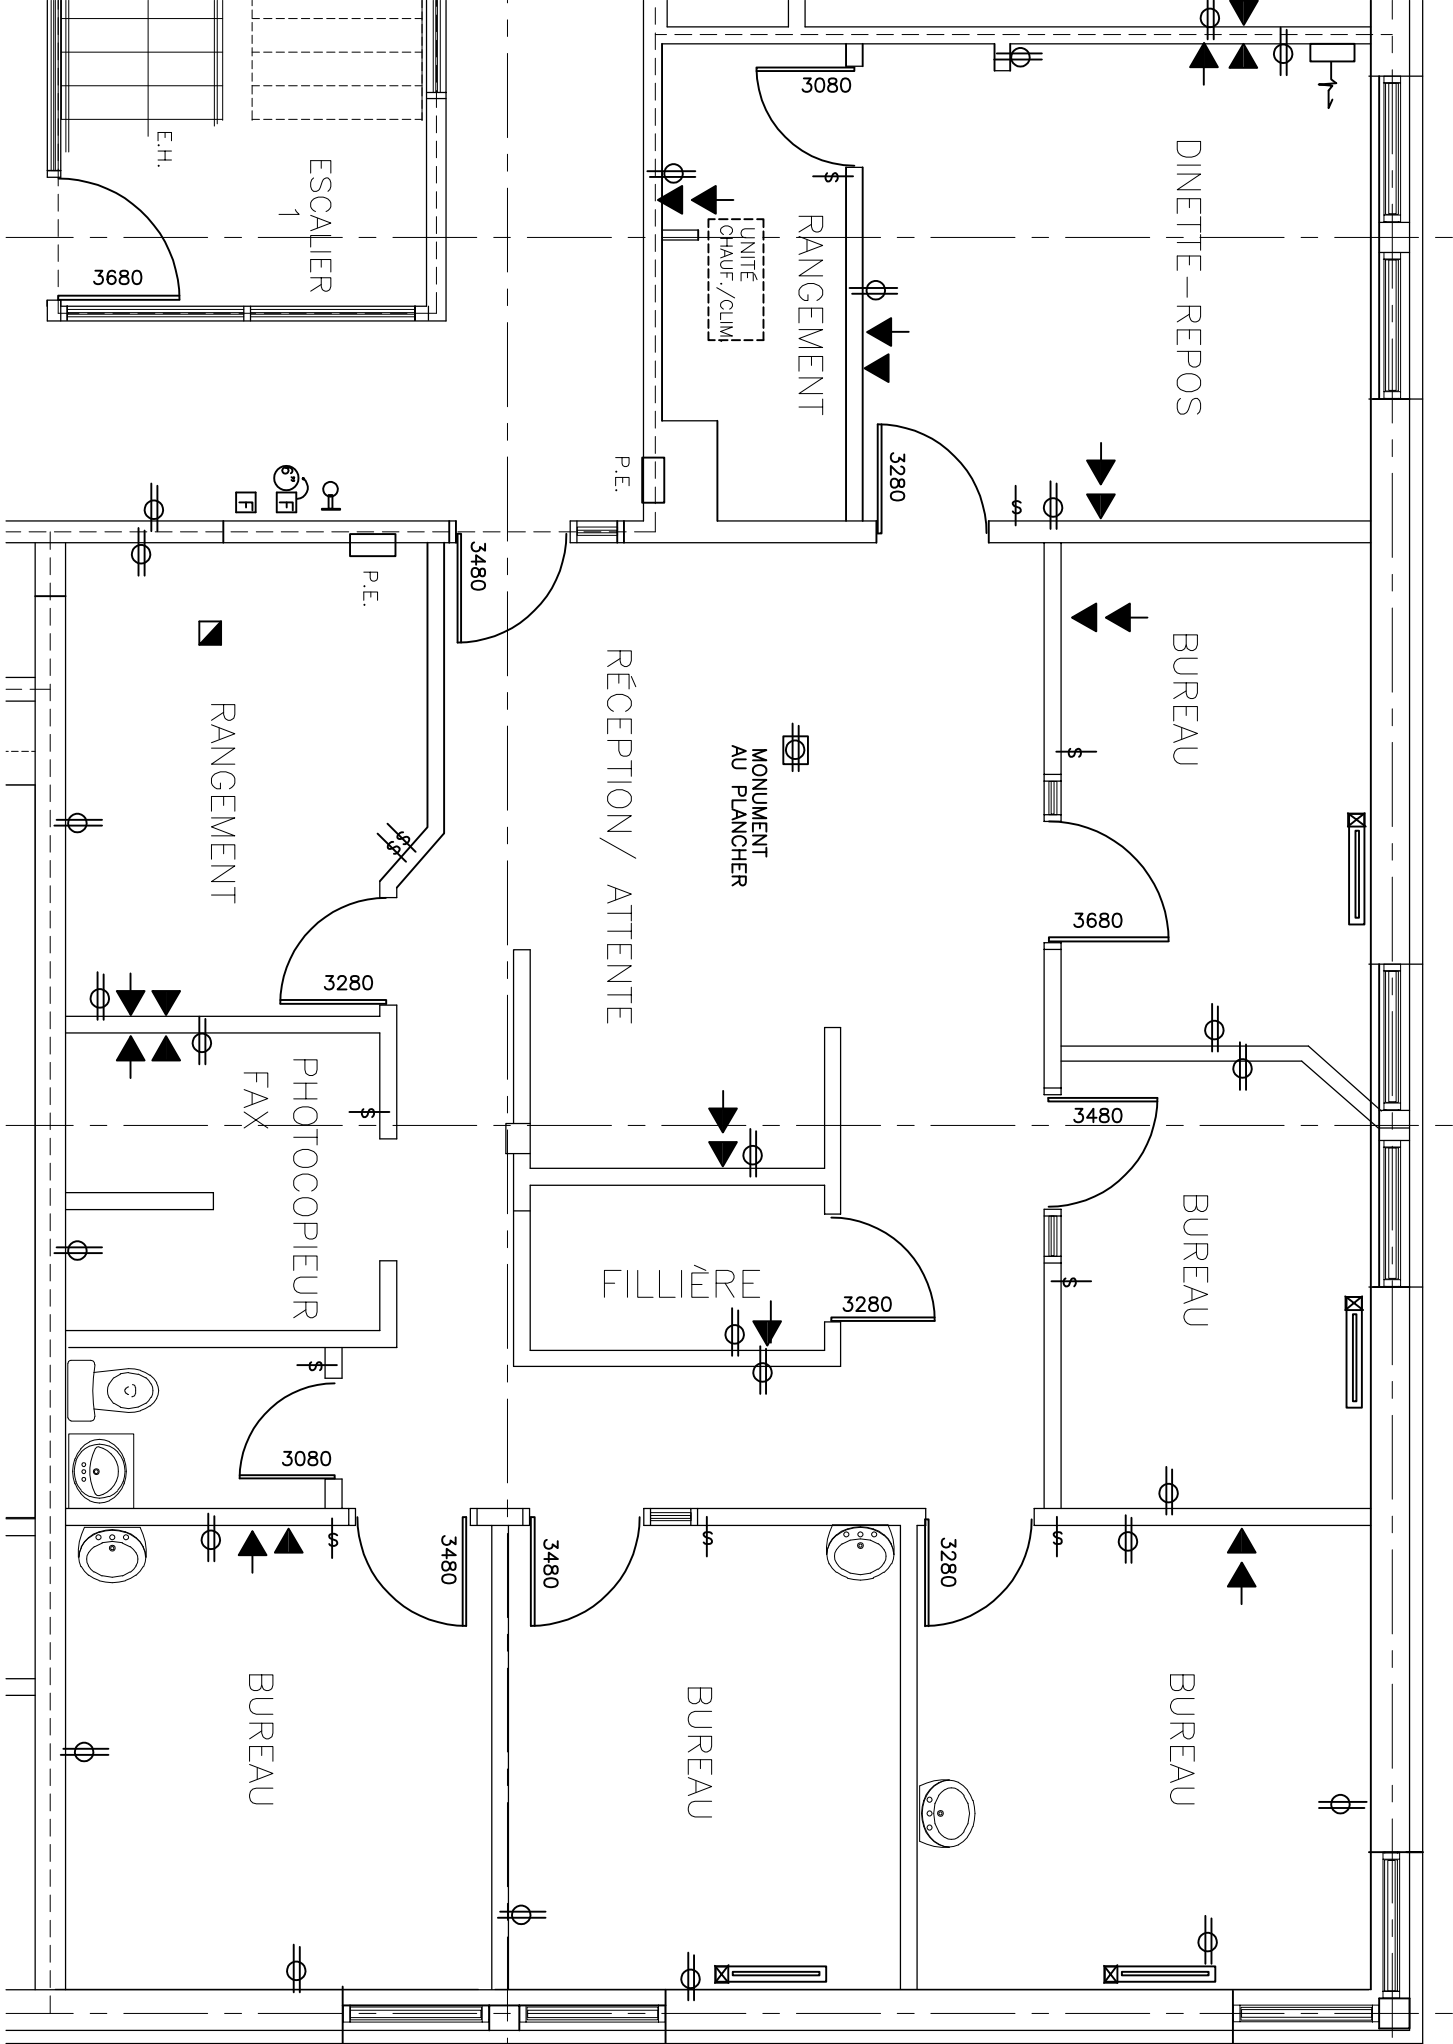 3080
E.H.
ESCALIER
1
DINETTE-REPOS
RANGEMENT
UNITÉ
CHAUF./CLIM.
3680
S
3280
P.E.
6"
F
F
S
3480
P.E.
BUREAU
RÉCEPTION/ ATTENTE
RANGEMENT
MONUMENT
AU PLANCHER
S
S
S
3680
3280
PHOTOCOPIEUR
FAX
S
3480
BUREAU
S
FILLIÈRE
3280
S
3080
S
3480
3480
S
3280
S
BUREAU
BUREAU
BUREAU